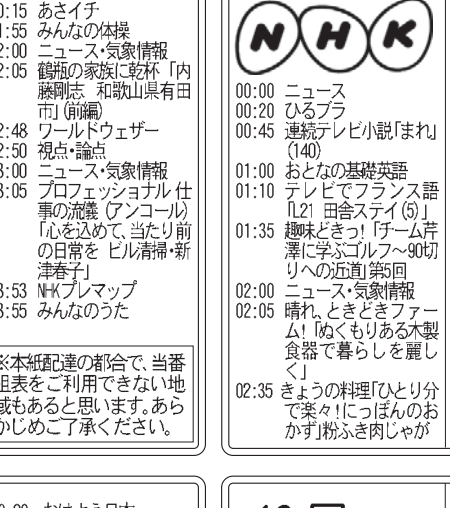 0:15 あさイチ
1:55 みんなの体操
2:00 ニュース・気象情報
2:05 鶴瓶の家族に乾杯「内
藤剛志 和歌山県有田
市」(前編)
2:48 ワールドウェザー
2:50 視点・論点
3:00 ニュース・気象情報
3:05 プロフェッショナル 仕
事の流儀 (アンコール)
「心を込めて、当たり前
の日常を ビル清掃・新
津春子」
3:53 NHKプレマップ
3:55 みんなのうた
※本紙配達の都合で、当番
組表をご利用できない地
域もあると思います。あら
かじめご了承ください。
NHK
00:00 ニュース
00:20 ひるブラ
00:45 連続テレビ小説「まれ」
(140)
01:00 おとなの基礎英語
01:10 テレビでフランス語
「L21 田舎ステイ(5)」
01:35 趣味どきっ!「チーム芹
澤に学ぶゴルフ～90切
りへの近道」第5回
02:00 ニュース・気象情報
02:05 晴れ、ときどきファー
ム!「ぬくもりある木製
食器で暮らしを麗し
く」
02:35 きょうの料理「ひとり分
で楽々!にっぽんのお
かず」粉ふき肉じゃが